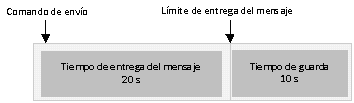 Comando de envío
Límite de entrega del mensaje
Tiempo de entrega del mensaje
20 s
Tiempo de guarda
10 s